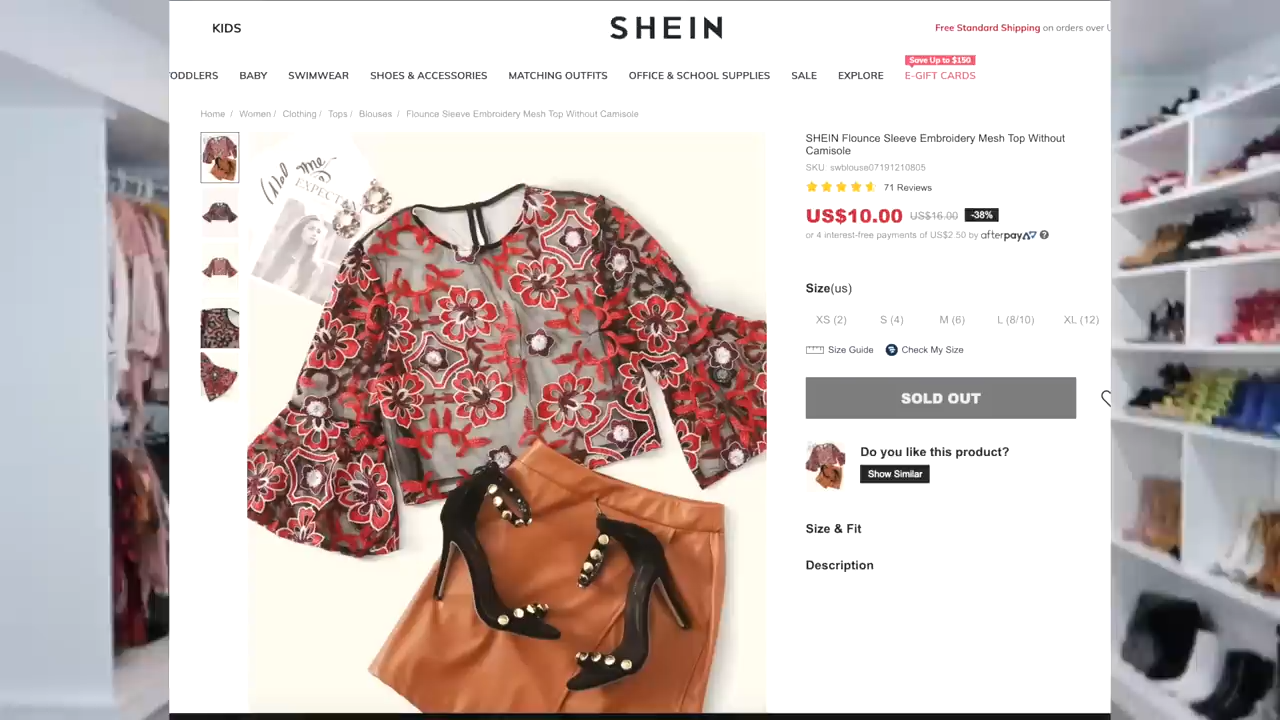 KIDS
SHEIN
Free Standard Shipping on orders over
ODDLERS BABY SWIMWEAR SHOES & ACCESSORIES MATCHING OUTFITS OFFICE & SCHOOL SUPPLIES SALE EXPLORE E-GIFT CARDS
Save Up to $150
Home / Women / Clothing / Tops / Blouses / Flounce Sleeve Embroidery Mesh Top Without Camisole
SHEIN Flounce Sleeve Embroidery Mesh Top Without
Camisole
SKU swblouse07191210805
71 Reviews
US$10.00 US$16.00 -38%
or 4 interest-free payments of US$2.50 by afterpay
Size(us)
XS (2) S (4) M (6) L (8/10) XL (12)
Size Guide Check My Size
SOLD OUT
Do you like this product?
Show Similar
Size & Fit
Description
me
EXPECT